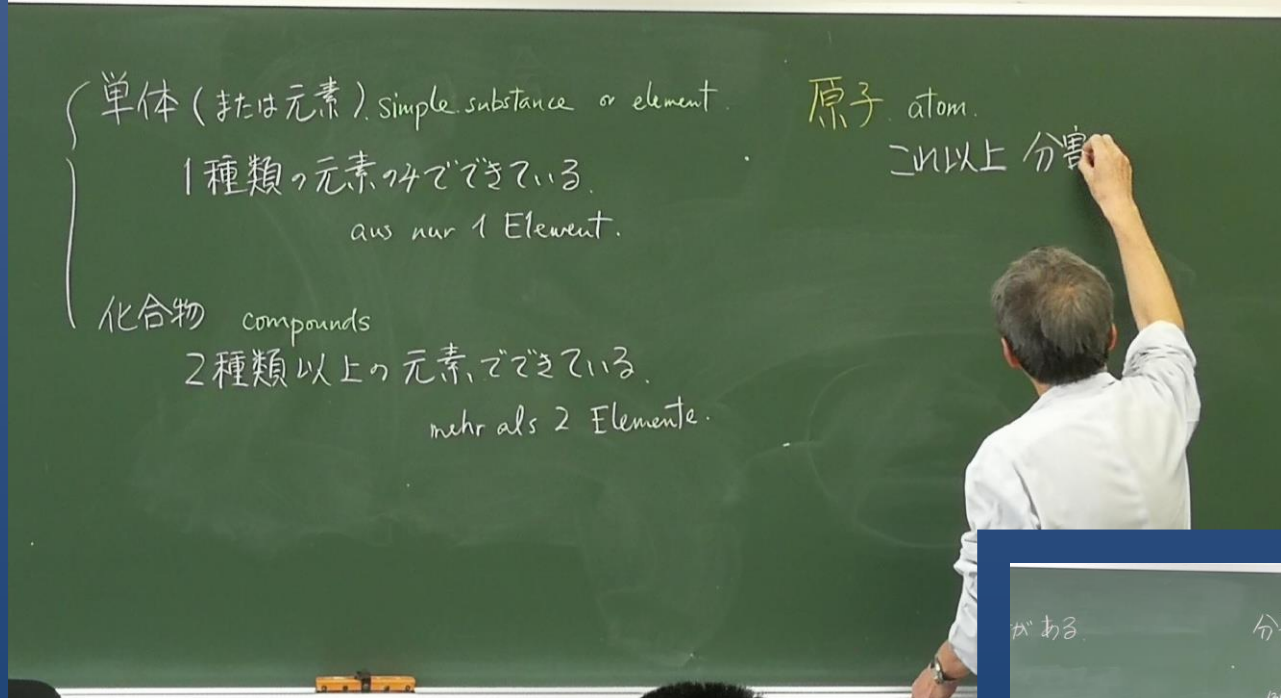 単体(または元素). simple substance or element.
1種類の元素のみでできている.
aus nur 1 Element.
化合物 compounds
2種類以上の元素でできている.
mehr als 2 Elemente.
原子 atom.
これ以上 分割
がある